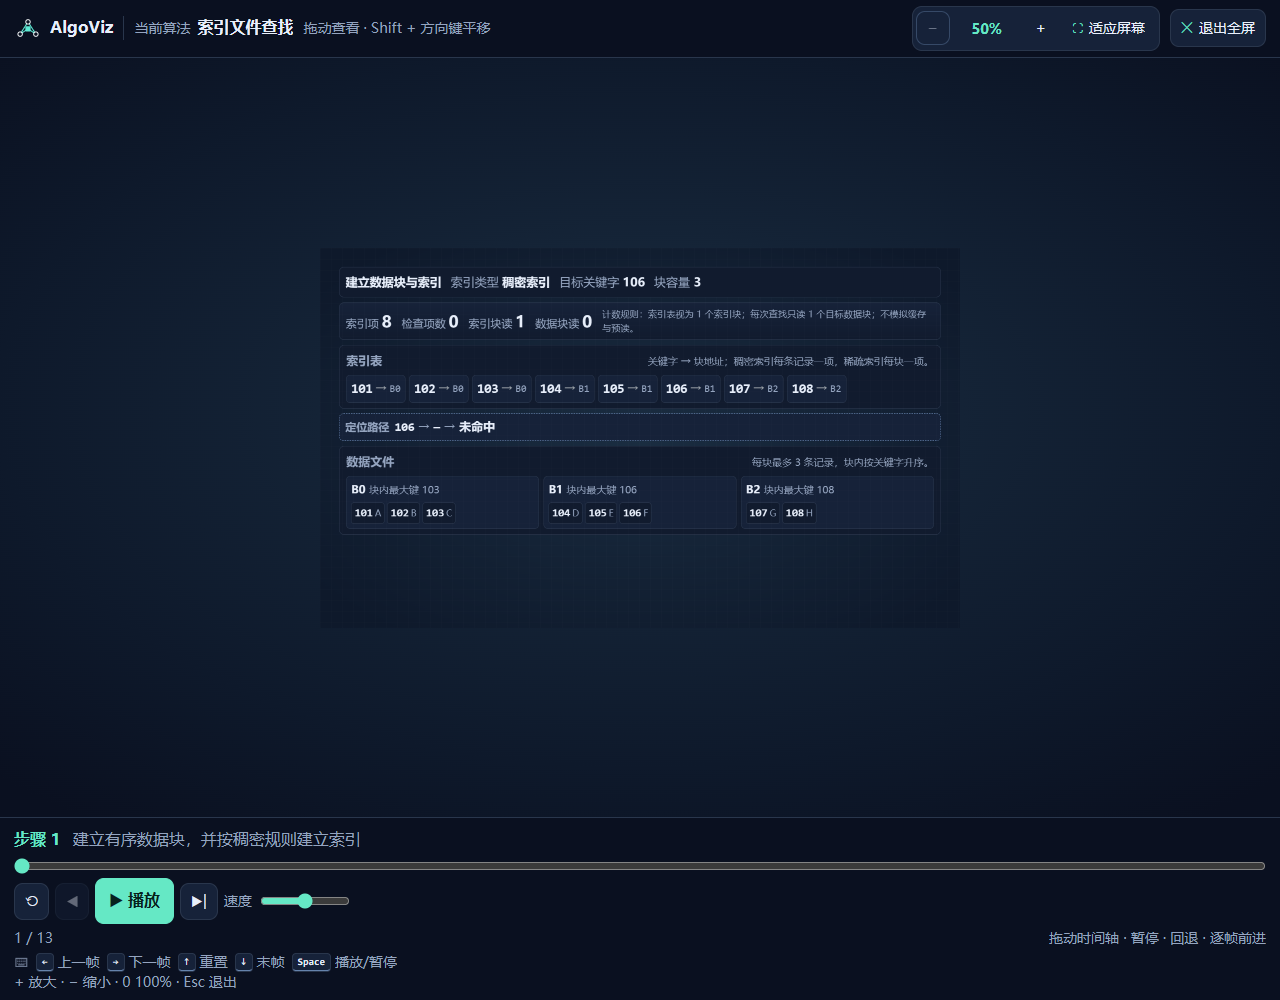 AlgoViz 当前算法 索引文件查找 拖动查看 · Shift + 方向键平移 − 50% + 适应屏幕 退出全屏
建立数据块与索引 索引类型 稠密索引 目标关键字 106 块容量 3
索引项 8 检查项数 0 索引块读 1 数据块读 0 计数规则：索引表视为 1 个索引块；每次查找只读 1 个目标数据块；不模拟缓存
与预读。
索引表 关键字 → 块地址；稠密索引每条记录一项，稀疏索引每块一项。
101 → B0 102 → B0 103 → B0 104 → B1 105 → B1 106 → B1 107 → B2 108 → B2
定位路径 106 → — → 未命中
数据文件 每块最多 3 条记录，块内按关键字升序。
B0 块内最大键 103 B1 块内最大键 106 B2 块内最大键 108
101 A 102 B 103 C 104 D 105 E 106 F 107 G 108 H
步骤 1 建立有序数据块，并按稠密规则建立索引
▶ 播放 速度
1 / 13 拖动时间轴 · 暂停 · 回退 · 逐帧前进
← 上一帧 → 下一帧 ↑ 重置 ↓ 末帧 Space 播放/暂停
+ 放大 · − 缩小 · 0 100% · Esc 退出